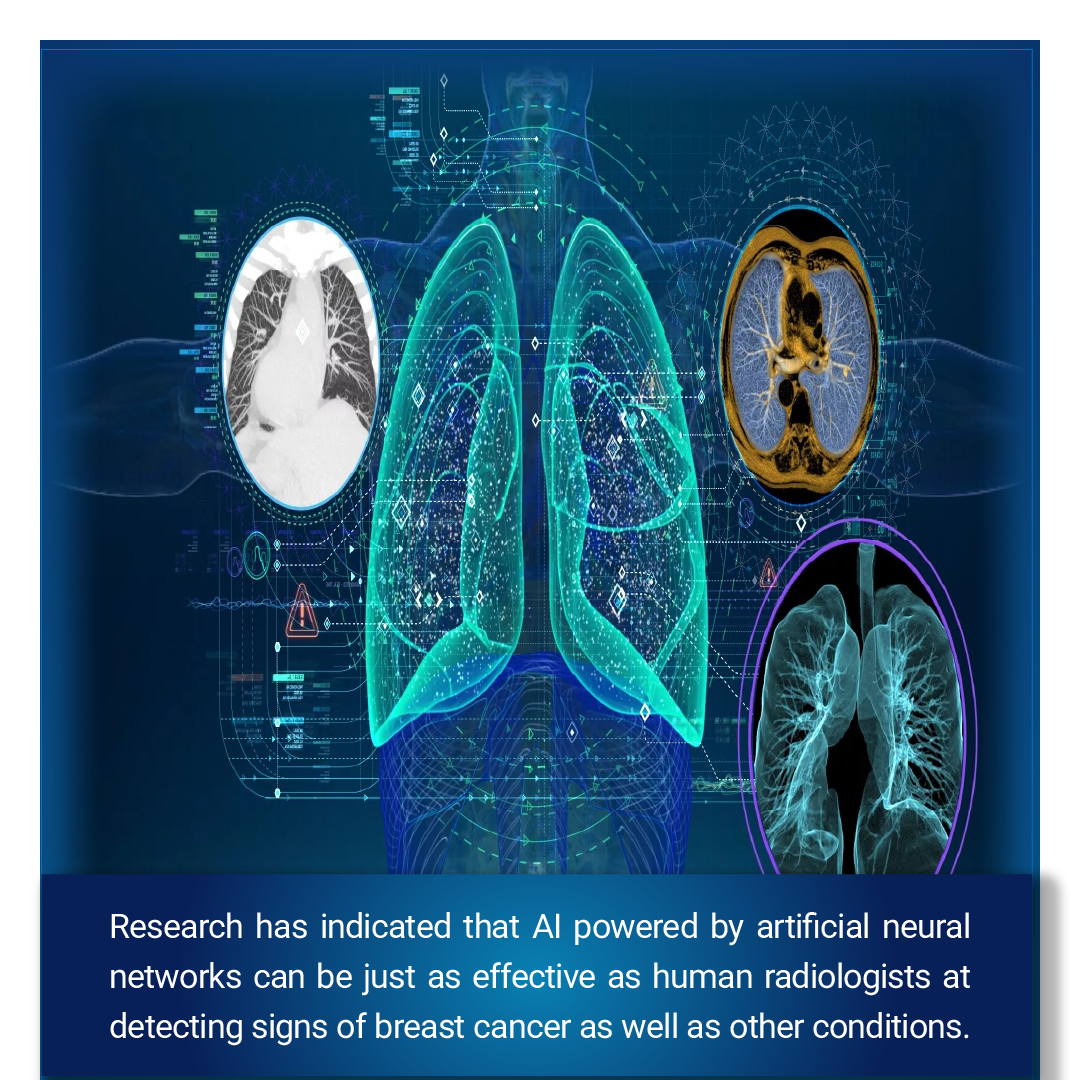 Research has indicated that AI powered by artificial neural
networks can be just as effective as human radiologists at
detecting signs of breast cancer as well as other conditions.